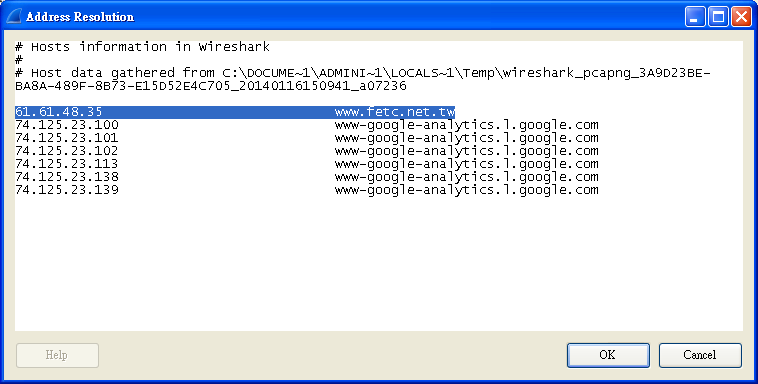 Address Resolution
# Hosts information in Wireshark
#
# Host data gathered from C:\DOCUME~1\ADMINI~1\LOCALS~1\Temp\wireshark_pcapng_3A9D23BE-
BA8A-489F-8B73-E15D52E4C705_20140116150941_a07236
61.61.48.35 www.fetc.net.tw
74.125.23.100 www-google-analytics.l.google.com
74.125.23.101 www-google-analytics.l.google.com
74.125.23.102 www-google-analytics.l.google.com
74.125.23.113 www-google-analytics.l.google.com
74.125.23.138 www-google-analytics.l.google.com
74.125.23.139 www-google-analytics.l.google.com
Help OK Cancel